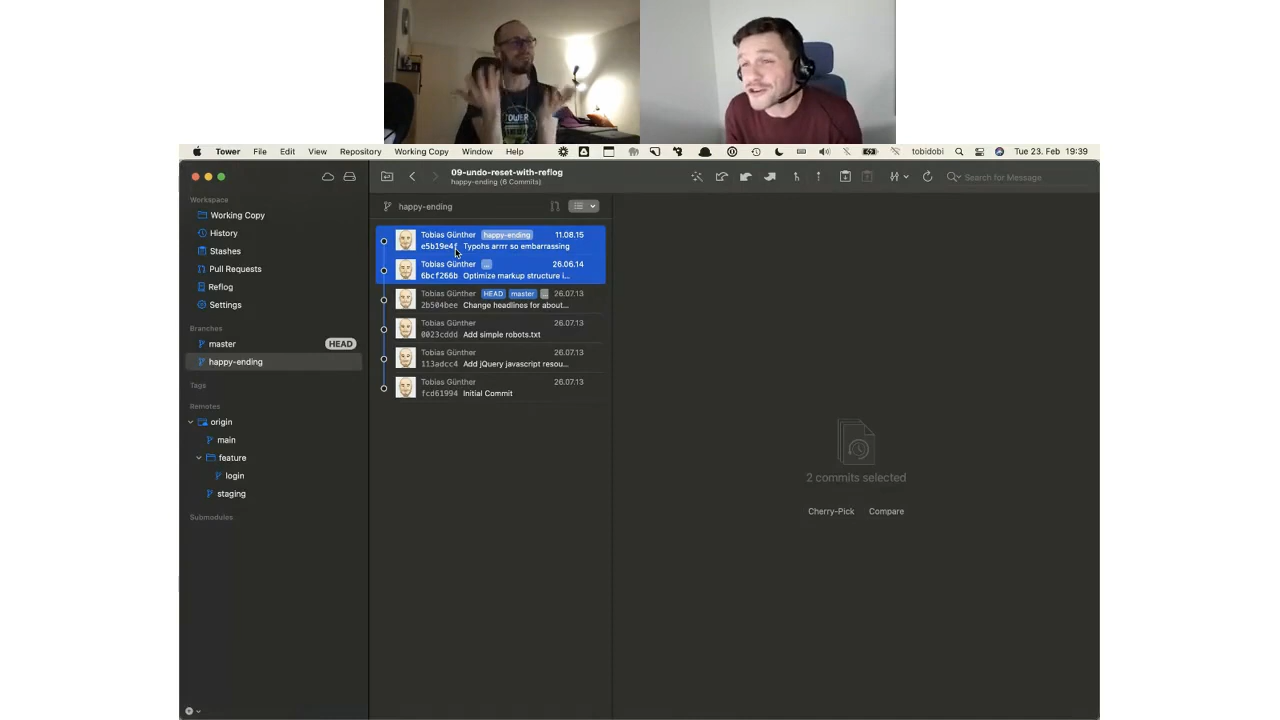 TOWER
Tower File Edit View Repository Working Copy Window Help tobidobi Tue 23. Feb 19:39
09-undo-reset-with-reflog
happy-ending (6 Commits)
Search for Message
Workspace
Working Copy
History
Stashes
Pull Requests
Reflog
Settings
Branches
master HEAD
happy-ending
Tags
Remotes
origin
main
feature
login
staging
Submodules
happy-ending
Tobias Günther happy-ending 11.08.15
e5b19e4f Typohs arrr so embarrassing
Tobias Günther ... 26.06.14
6bcf266b Optimize markup structure i...
Tobias Günther HEAD master ... 26.07.13
2b504bee Change headlines for about...
Tobias Günther 26.07.13
0023cddd Add simple robots.txt
Tobias Günther 26.07.13
113adcc4 Add jQuery javascript resou...
Tobias Günther 26.07.13
fcd61994 Initial Commit
2 commits selected
Cherry-Pick Compare